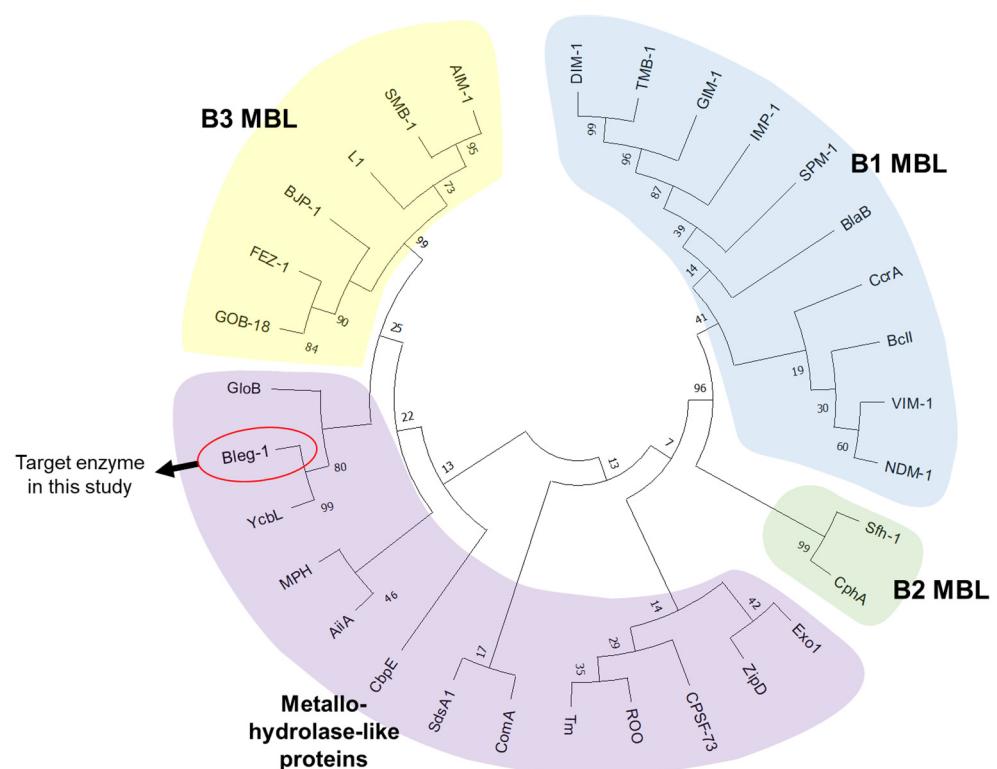 B3 MBL
AIM-1
SMB-1
L1
BJP-1
FEZ-1
GOB-18
95
73
99
90
84
B1 MBL
DIM-1
TMB-1
GIM-1
IMP-1
SPM-1
BlaB
CcrA
BcII
VIM-1
NDM-1
99
96
87
39
14
41
19
30
60
96
B2 MBL
Sfh-1
CphA
99
25
22
13
13
7
GloB
Bleg-1
YcbL
MPH
AiiA
CbpE
SdsA1
ComA
Tm
ROO
CPSF-73
ZipD
Exo1
80
99
46
17
35
29
14
42
Target enzyme
in this study
Metallo-
hydrolase-like
proteins